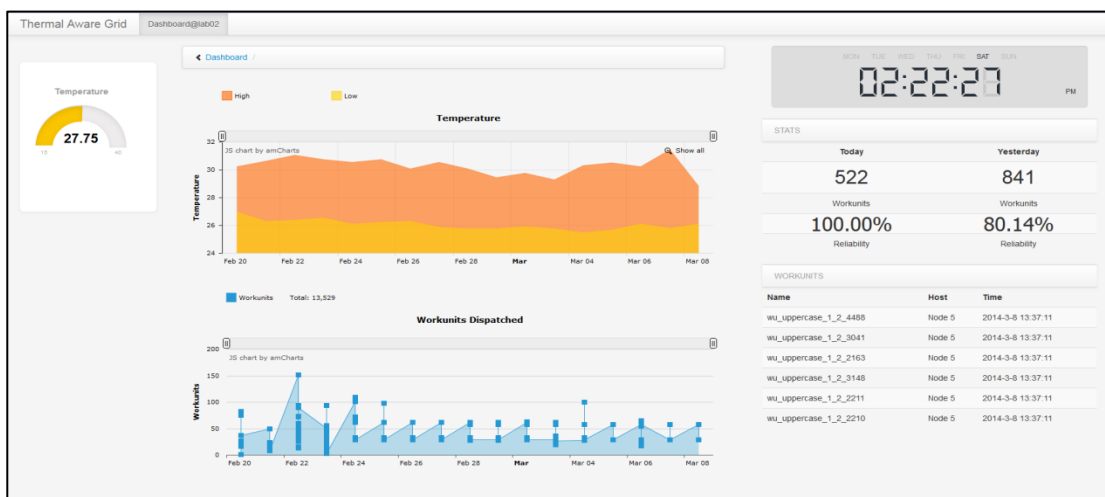 Thermal Aware Grid Dashboard@lab02
Temperature
27.75
10 40
Dashboard /
High Low
Temperature
JS chart by amCharts Show all
Temperature
32
30
28
26
24
Feb 20 Feb 22 Feb 24 Feb 26 Feb 28 Mar Mar 04 Mar 06 Mar 08
Workunits Total: 13,529
Workunits Dispatched
JS chart by amCharts
Workunits
200
150
100
50
0
Feb 20 Feb 22 Feb 24 Feb 26 Feb 28 Mar Mar 04 Mar 06 Mar 08
MON TUE WED THU FRI SAT SUN
02:22:27 PM
STATS
Today Yesterday
522 841
Workunits Workunits
100.00% 80.14%
Reliability Reliability
WORKUNITS
Name Host Time
wu_uppercase_1_2_4488 Node 5 2014-3-8 13:37:11
wu_uppercase_1_2_3041 Node 5 2014-3-8 13:37:11
wu_uppercase_1_2_2163 Node 5 2014-3-8 13:37:11
wu_uppercase_1_2_3148 Node 5 2014-3-8 13:37:11
wu_uppercase_1_2_2211 Node 5 2014-3-8 13:37:11
wu_uppercase_1_2_2210 Node 5 2014-3-8 13:37:11